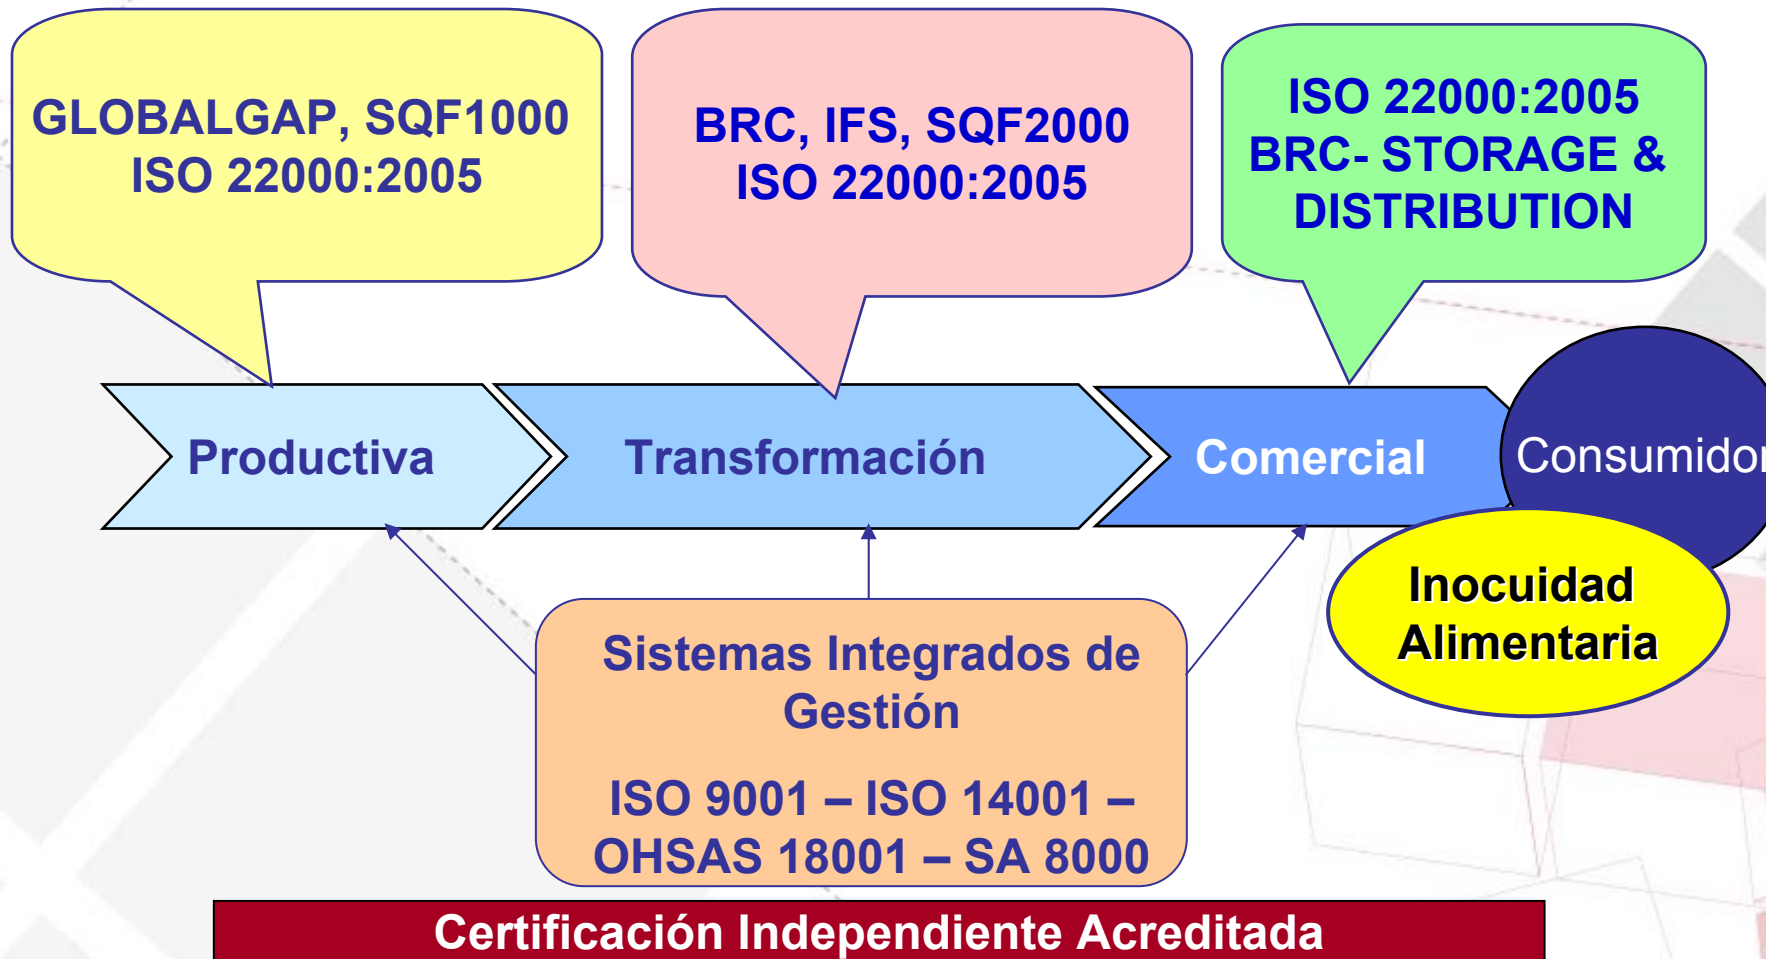 GLOBALGAP, SQF1000
ISO 22000:2005
BRC, IFS, SQF2000
ISO 22000:2005
ISO 22000:2005
BRC- STORAGE &
DISTRIBUTION
Productiva
Transformación
Comercial
Consumidor
Inocuidad
Alimentaria
Sistemas Integrados de
Gestión
ISO 9001 – ISO 14001 –
OHSAS 18001 – SA 8000
Certificación Independiente Acreditada